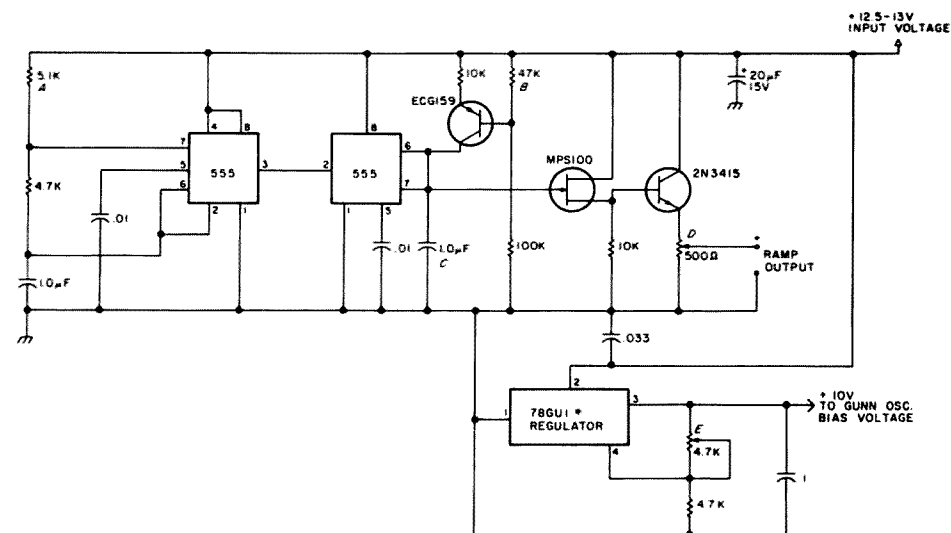 + 12.5-13V
INPUT VOLTAGE
5.1K
A
4
8
7
5
6
2
1
555
3
4.7K
.01
1.0µF
8
2
555
6
7
1
5
.01
1.0µF
C
10K
47K
B
ECG159
100K
MPS100
10K
2N3415
D
500Ω
+
20µF
15V
+
RAMP
OUTPUT
.033
2
1
78GU1 *
REGULATOR
3
4
E
4.7K
4.7K
1
+ 10V
TO GUNN OSC.
BIAS VOLTAGE